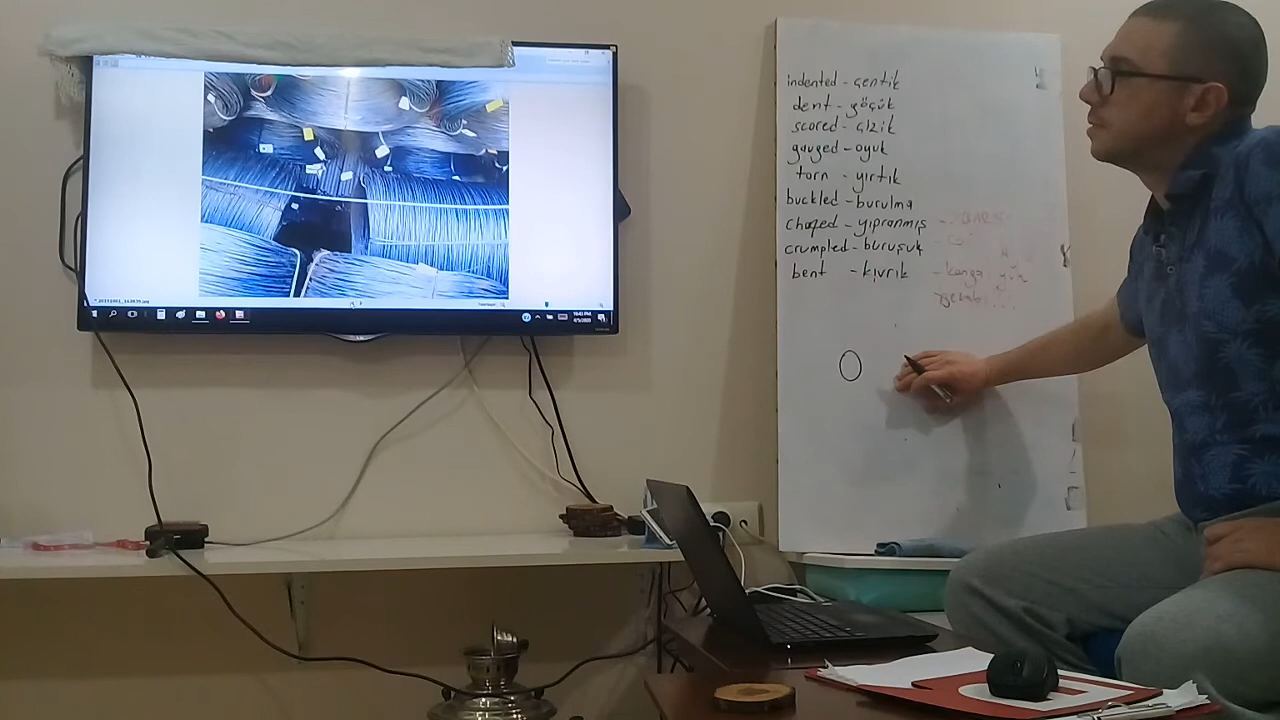 indented - çentik
dent - göçük
scored - çizik
gauged - oyuk
torn - yırtık
buckled - burulma
chafed - yıpranmış
crumpled - buruşuk
bent - kıvrık